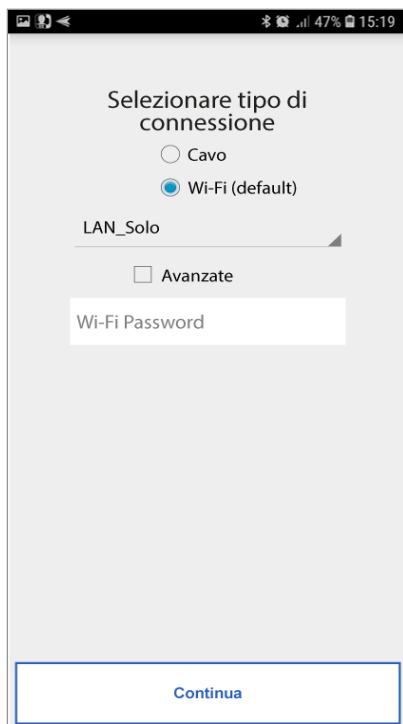 47% 15:19
Selezionare tipo di
connessione
Cavo
Wi-Fi (default)
LAN_Solo
Avanzate
Wi-Fi Password
Continua